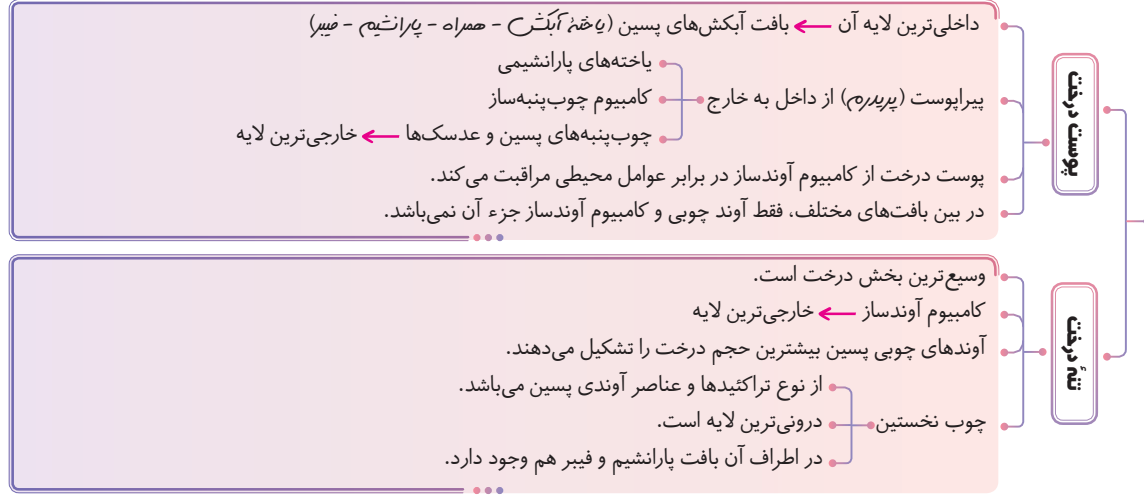 پوست درخت
داخلی‌ترین لایه آن ← بافت آبکش‌های پسین (یاختهٔ آبکش - همراه - پارانشیم - فیبر)
پیراپوست (پریدرم) از داخل به خارج
یاخته‌های پارانشیمی
کامبیوم چوب‌پنبه‌ساز
چوب‌پنبه‌های پسین و عدسک‌ها ← خارجی‌ترین لایه
پوست درخت از کامبیوم آوندساز در برابر عوامل محیطی مراقبت می‌کند.
در بین بافت‌های مختلف، فقط آوند چوبی و کامبیوم آوندساز جزء آن نمی‌باشد.
تنهٔ درخت
وسیع‌ترین بخش درخت است.
کامبیوم آوندساز ← خارجی‌ترین لایه
آوندهای چوبی پسین بیشترین حجم درخت را تشکیل می‌دهند.
چوب نخستین
از نوع تراکئیدها و عناصر آوندی پسین می‌باشد.
درونی‌ترین لایه است.
در اطراف آن بافت پارانشیم و فیبر هم وجود دارد.